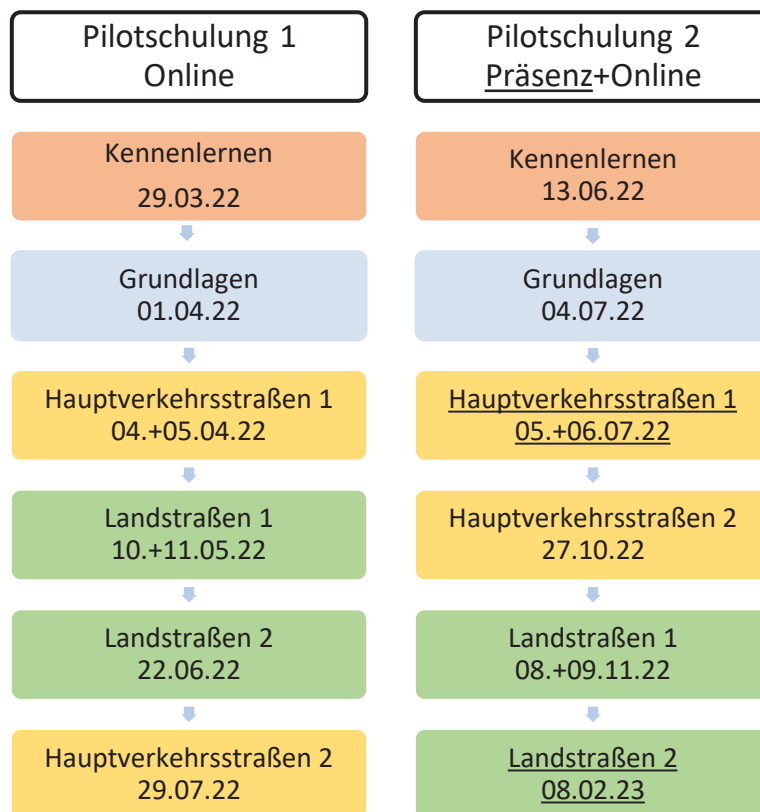 Pilotschulung 1
Online
Kennenlernen
29.03.22
Grundlagen
01.04.22
Hauptverkehrsstraßen 1
04.+05.04.22
Landstraßen 1
10.+11.05.22
Landstraßen 2
22.06.22
Hauptverkehrsstraßen 2
29.07.22
Pilotschulung 2
Präsenz+Online
Kennenlernen
13.06.22
Grundlagen
04.07.22
Hauptverkehrsstraßen 1
05.+06.07.22
Hauptverkehrsstraßen 2
27.10.22
Landstraßen 1
08.+09.11.22
Landstraßen 2
08.02.23